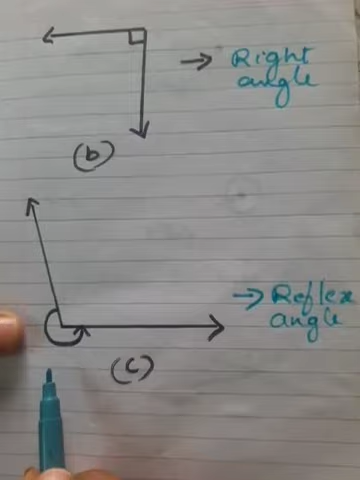 → Right
angle
(b)
→ Reflex
angle
(c)